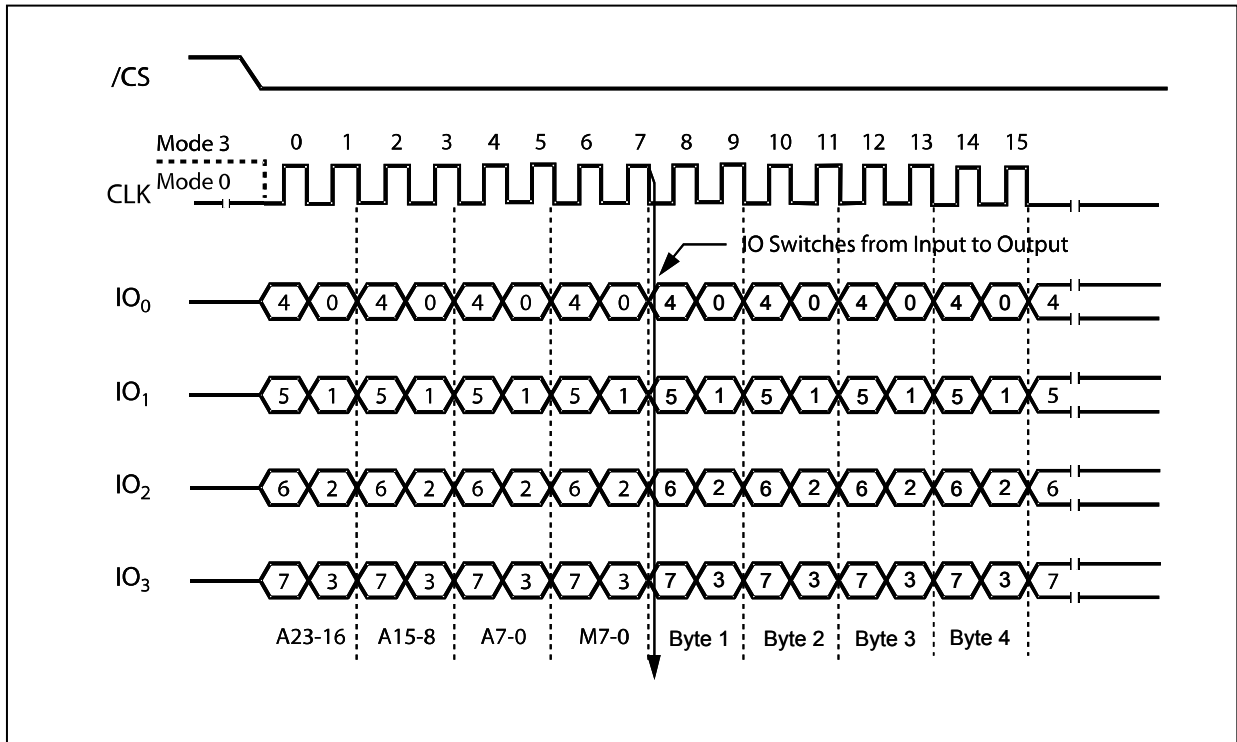 /CS
Mode 3
0 1 2 3 4 5 6 7 8 9 10 11 12 13 14 15
Mode 0
CLK
IO Switches from Input to Output
IO0 4 0 4 0 4 0 4 0 4 0 4 0 4 0 4 0 4
IO1 5 1 5 1 5 1 5 1 5 1 5 1 5 1 5 1 5
IO2 6 2 6 2 6 2 6 2 6 2 6 2 6 2 6 2 6
IO3 7 3 7 3 7 3 7 3 7 3 7 3 7 3 7 3 7
A23-16 A15-8 A7-0 M7-0 Byte 1 Byte 2 Byte 3 Byte 4